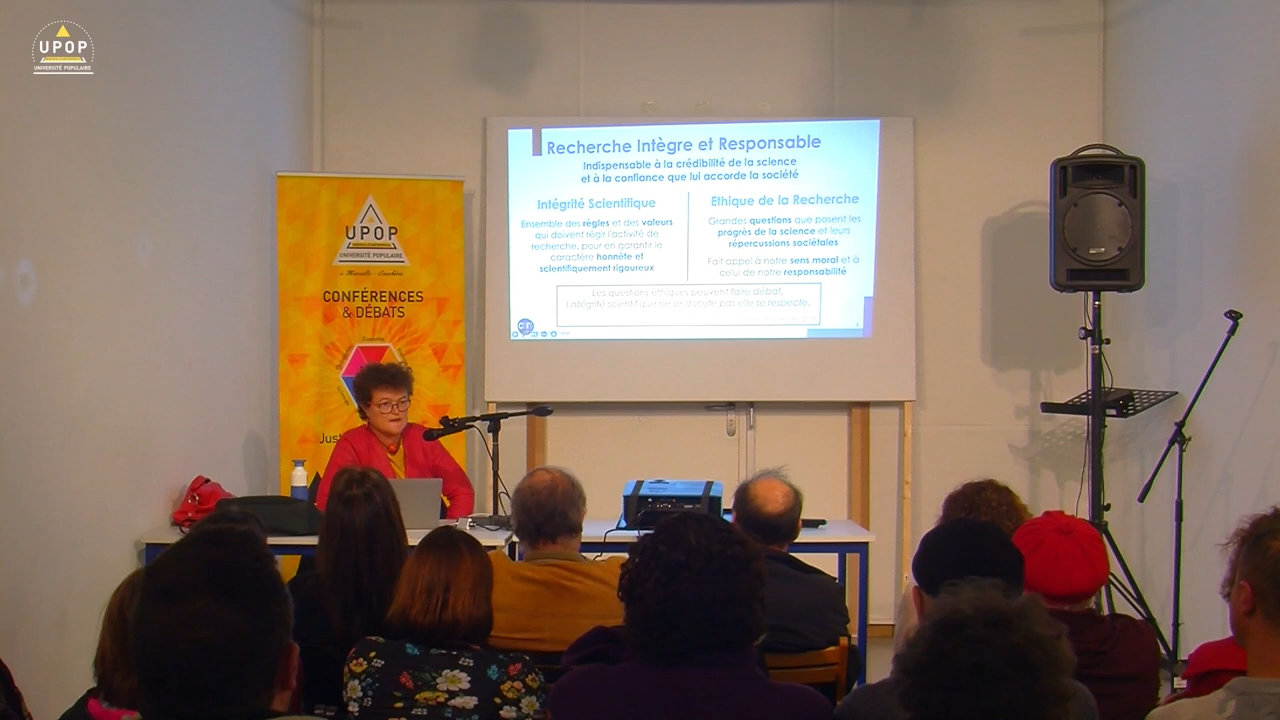 UPOP
UNIVERSITÉ POPULAIRE
UPOP
UNIVERSITÉ POPULAIRE
CONFÉRENCES
& DÉBATS
Just
Recherche Intègre et Responsable
Indispensable à la crédibilité de la science
et à la confiance que lui accorde la société
Intégrité Scientifique
Ensemble des règles et des valeurs
qui doivent régir l'activité de
recherche, pour en garantir le
caractère honnête et
scientifiquement rigoureux
Ethique de la Recherche
Grandes questions que posent les
progrès de la science et leurs
répercussions sociétales
Fait appel à notre sens moral et à
celui de notre responsabilité
Les questions éthiques peuvent faire débat,
l'intégrité scientifique ne se discute pas elle se respecte.